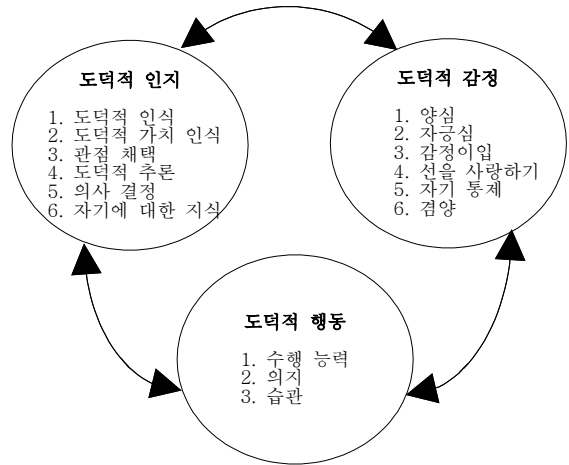 도덕적 인지
1. 도덕적 인식
2. 도덕적 가치 인식
3. 관점 채택
4. 도덕적 추론
5. 의사 결정
6. 자기에 대한 지식
도덕적 감정
1. 양심
2. 자긍심
3. 감정이입
4. 선을 사랑하기
5. 자기 통제
6. 겸양
도덕적 행동
1. 수행 능력
2. 의지
3. 습관